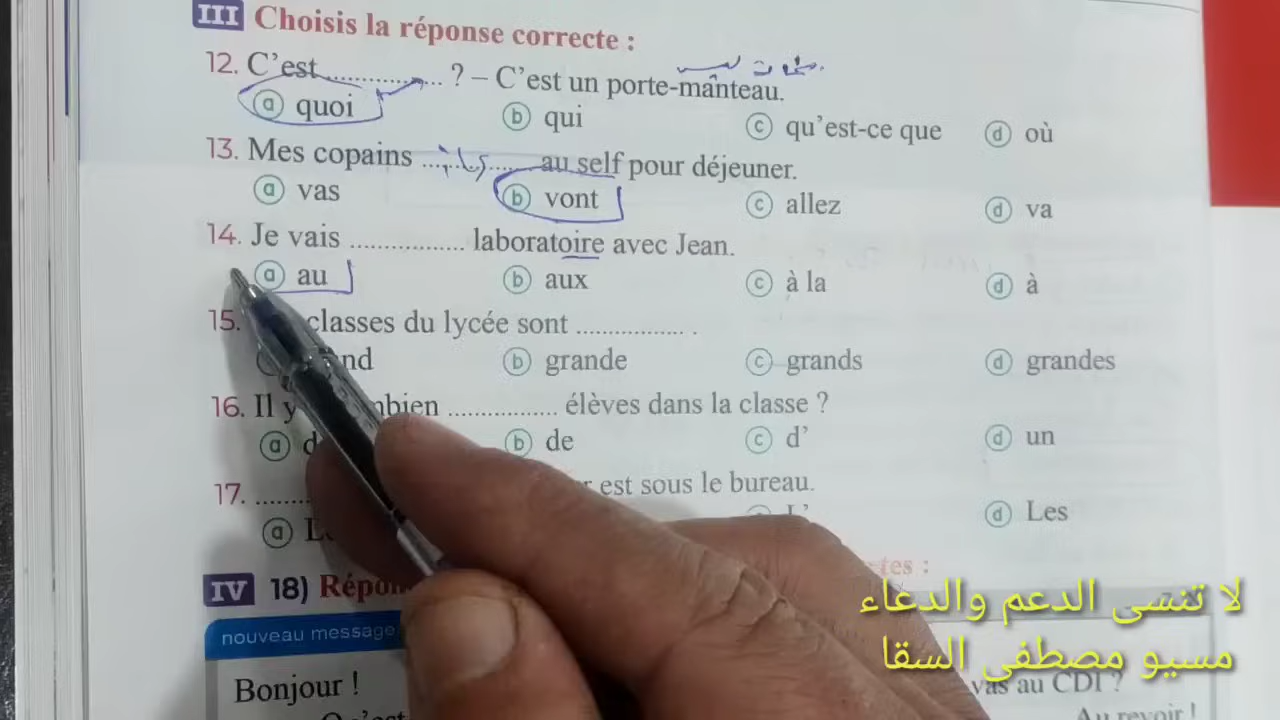 III Choisis la réponse correcte :
12. C'est .................... ? – C'est un porte-manteau.
a quoi b qui c qu'est-ce que d où
13. Mes copains .................... au self pour déjeuner.
a vas b vont c allez d va
14. Je vais ................. laboratoire avec Jean.
a au b aux c à la d à
15. classes du lycée sont ................ .
b grande c grands d grandes
16. Il y ................ élèves dans la classe ?
a b de c d' d un
17. ........ est sous le bureau.
a c L' d Les
IV 18)
nouveau message
Bonjour !
vas au CDI ?
Au revoir !
لا تنسى الدعم والدعاء
مسيو مصطفى السقا